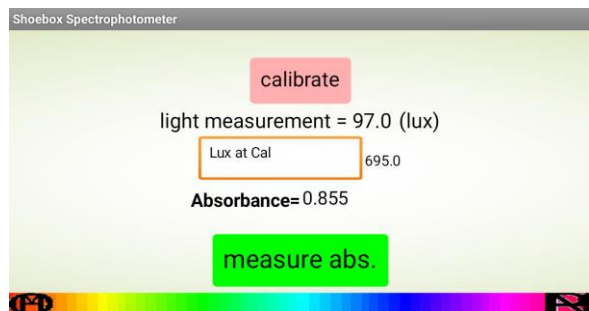 Shoebox Spectrophotometer
calibrate
light measurement = 97.0 (lux)
Lux at Cal 695.0
Absorbance= 0.855
measure abs.